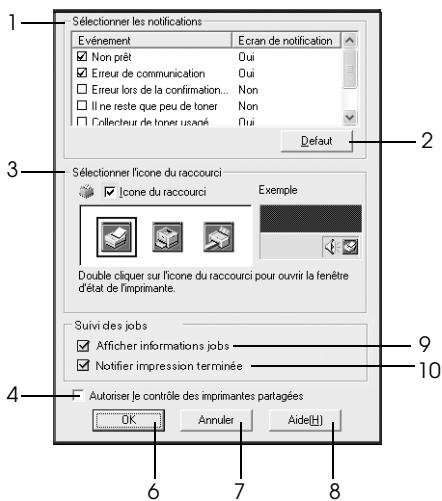 1
Sélectionner les notifications
Evénement Ecran de notification
Non prêt Oui
Erreur de communication Oui
Erreur lors de la confirmation... Non
Il ne reste que peu de toner Non
Collecteur de toner usagé Oui
Defaut
2
3
Sélectionner l'icone du raccourci
Icone du raccourci Exemple
Double cliquer sur l'icone du raccourci pour ouvrir la fenêtre
d'état de l'imprimante.
Suivi des jobs
Afficher informations jobs
9
Notifier impression terminée
10
4
Autoriser le contrôle des imprimantes partagées
OK Annuler Aide(H)
6 7 8